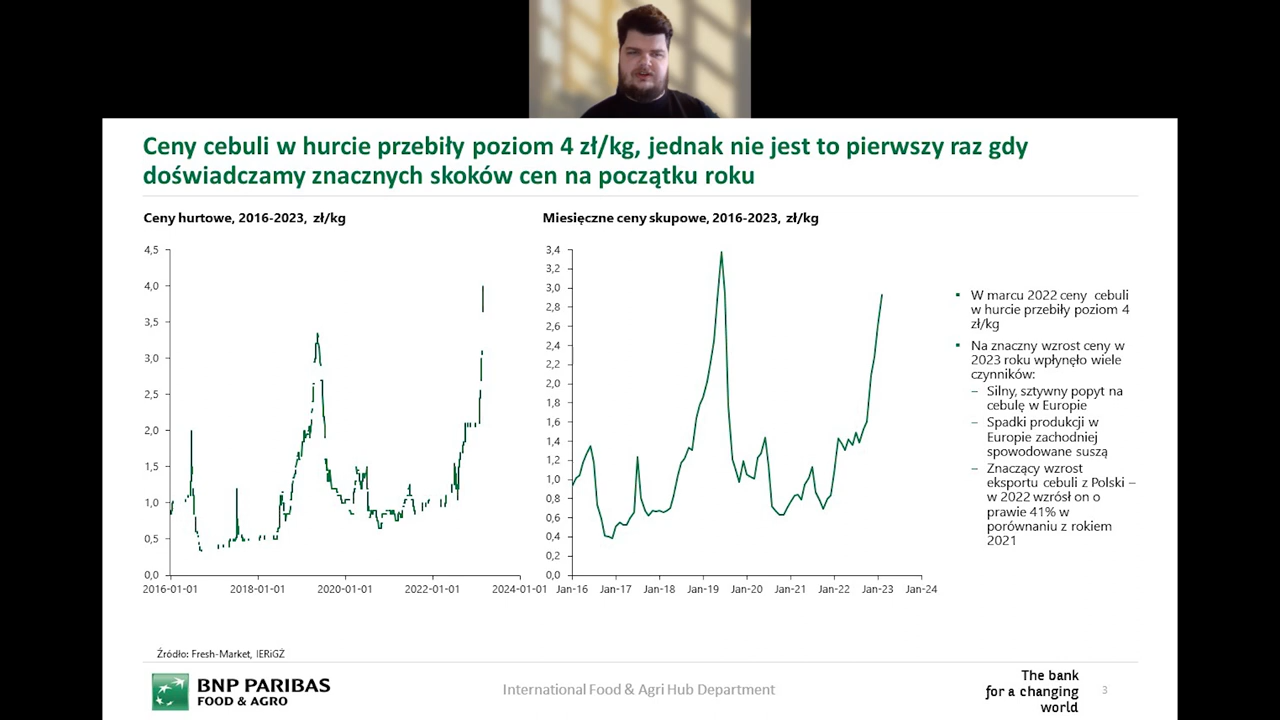 Ceny cebuli w hurcie przebiły poziom 4 zł/kg, jednak nie jest to pierwszy raz gdy
doświadczamy znacznych skoków cen na początku roku
Ceny hurtowe, 2016-2023, zł/kg
4,5
4,0
3,5
3,0
2,5
2,0
1,5
1,0
0,5
0,0
2016-01-01
2018-01-01
2020-01-01
2022-01-01
2024-01-01
Miesięczne ceny skupowe, 2016-2023, zł/kg
3,4
3,2
3,0
2,8
2,6
2,4
2,2
2,0
1,8
1,6
1,4
1,2
1,0
0,8
0,6
0,4
0,2
0,0
Jan-16
Jan-17
Jan-18
Jan-19
Jan-20
Jan-21
Jan-22
Jan-23
Jan-24
▪ W marcu 2022 ceny cebuli
w hurcie przebiły poziom 4
zł/kg
▪ Na znaczny wzrost ceny w
2023 roku wpłynęło wiele
czynników:
– Silny, sztywny popyt na
cebulę w Europie
– Spadki produkcji w
Europie zachodniej
spowodowane suszą
– Znaczący wzrost
eksportu cebuli z Polski –
w 2022 wzrósł on o
prawie 41% w
porównaniu z rokiem
2021
Źródło: Fresh-Market, IERiGŻ
BNP PARIBAS
FOOD & AGRO
International Food & Agri Hub Department
The bank
for a changing
world
3